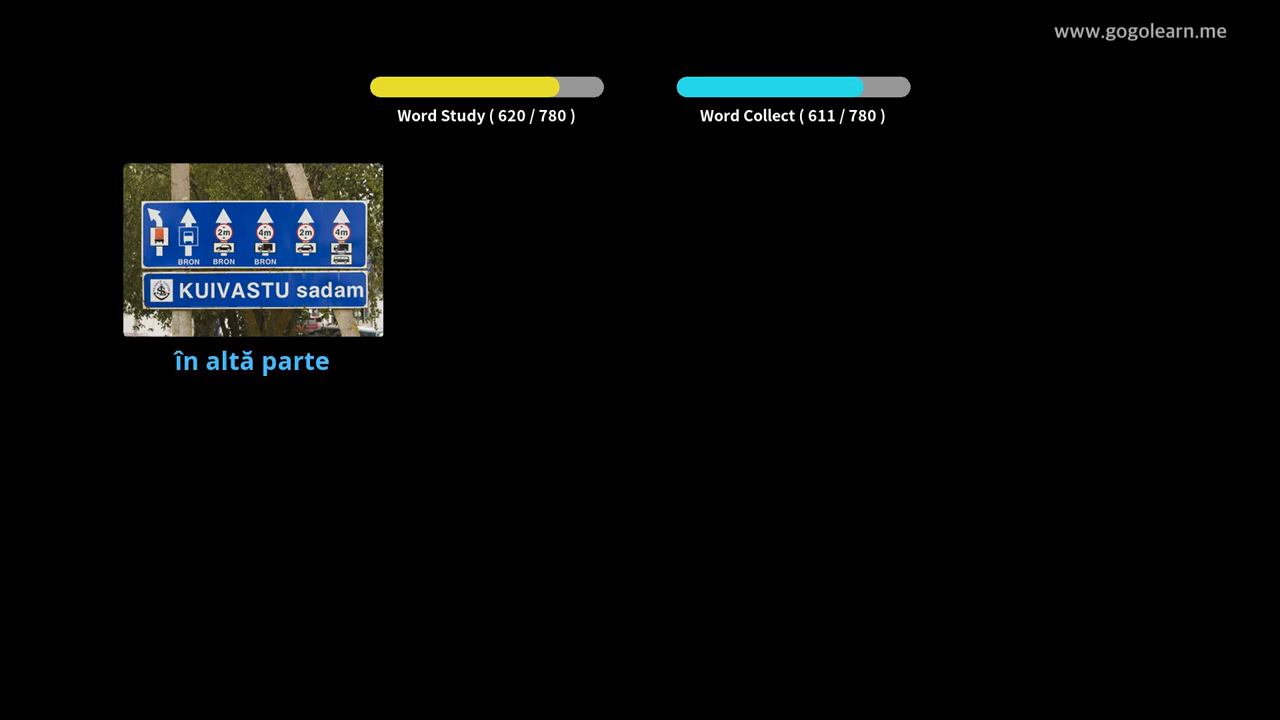 www.gogolearn.me
Word Study ( 620 / 780 )
Word Collect ( 611 / 780 )
2m 4m 2m 4m
BRON BRON BRON
KUIVASTU sadam
în altă parte